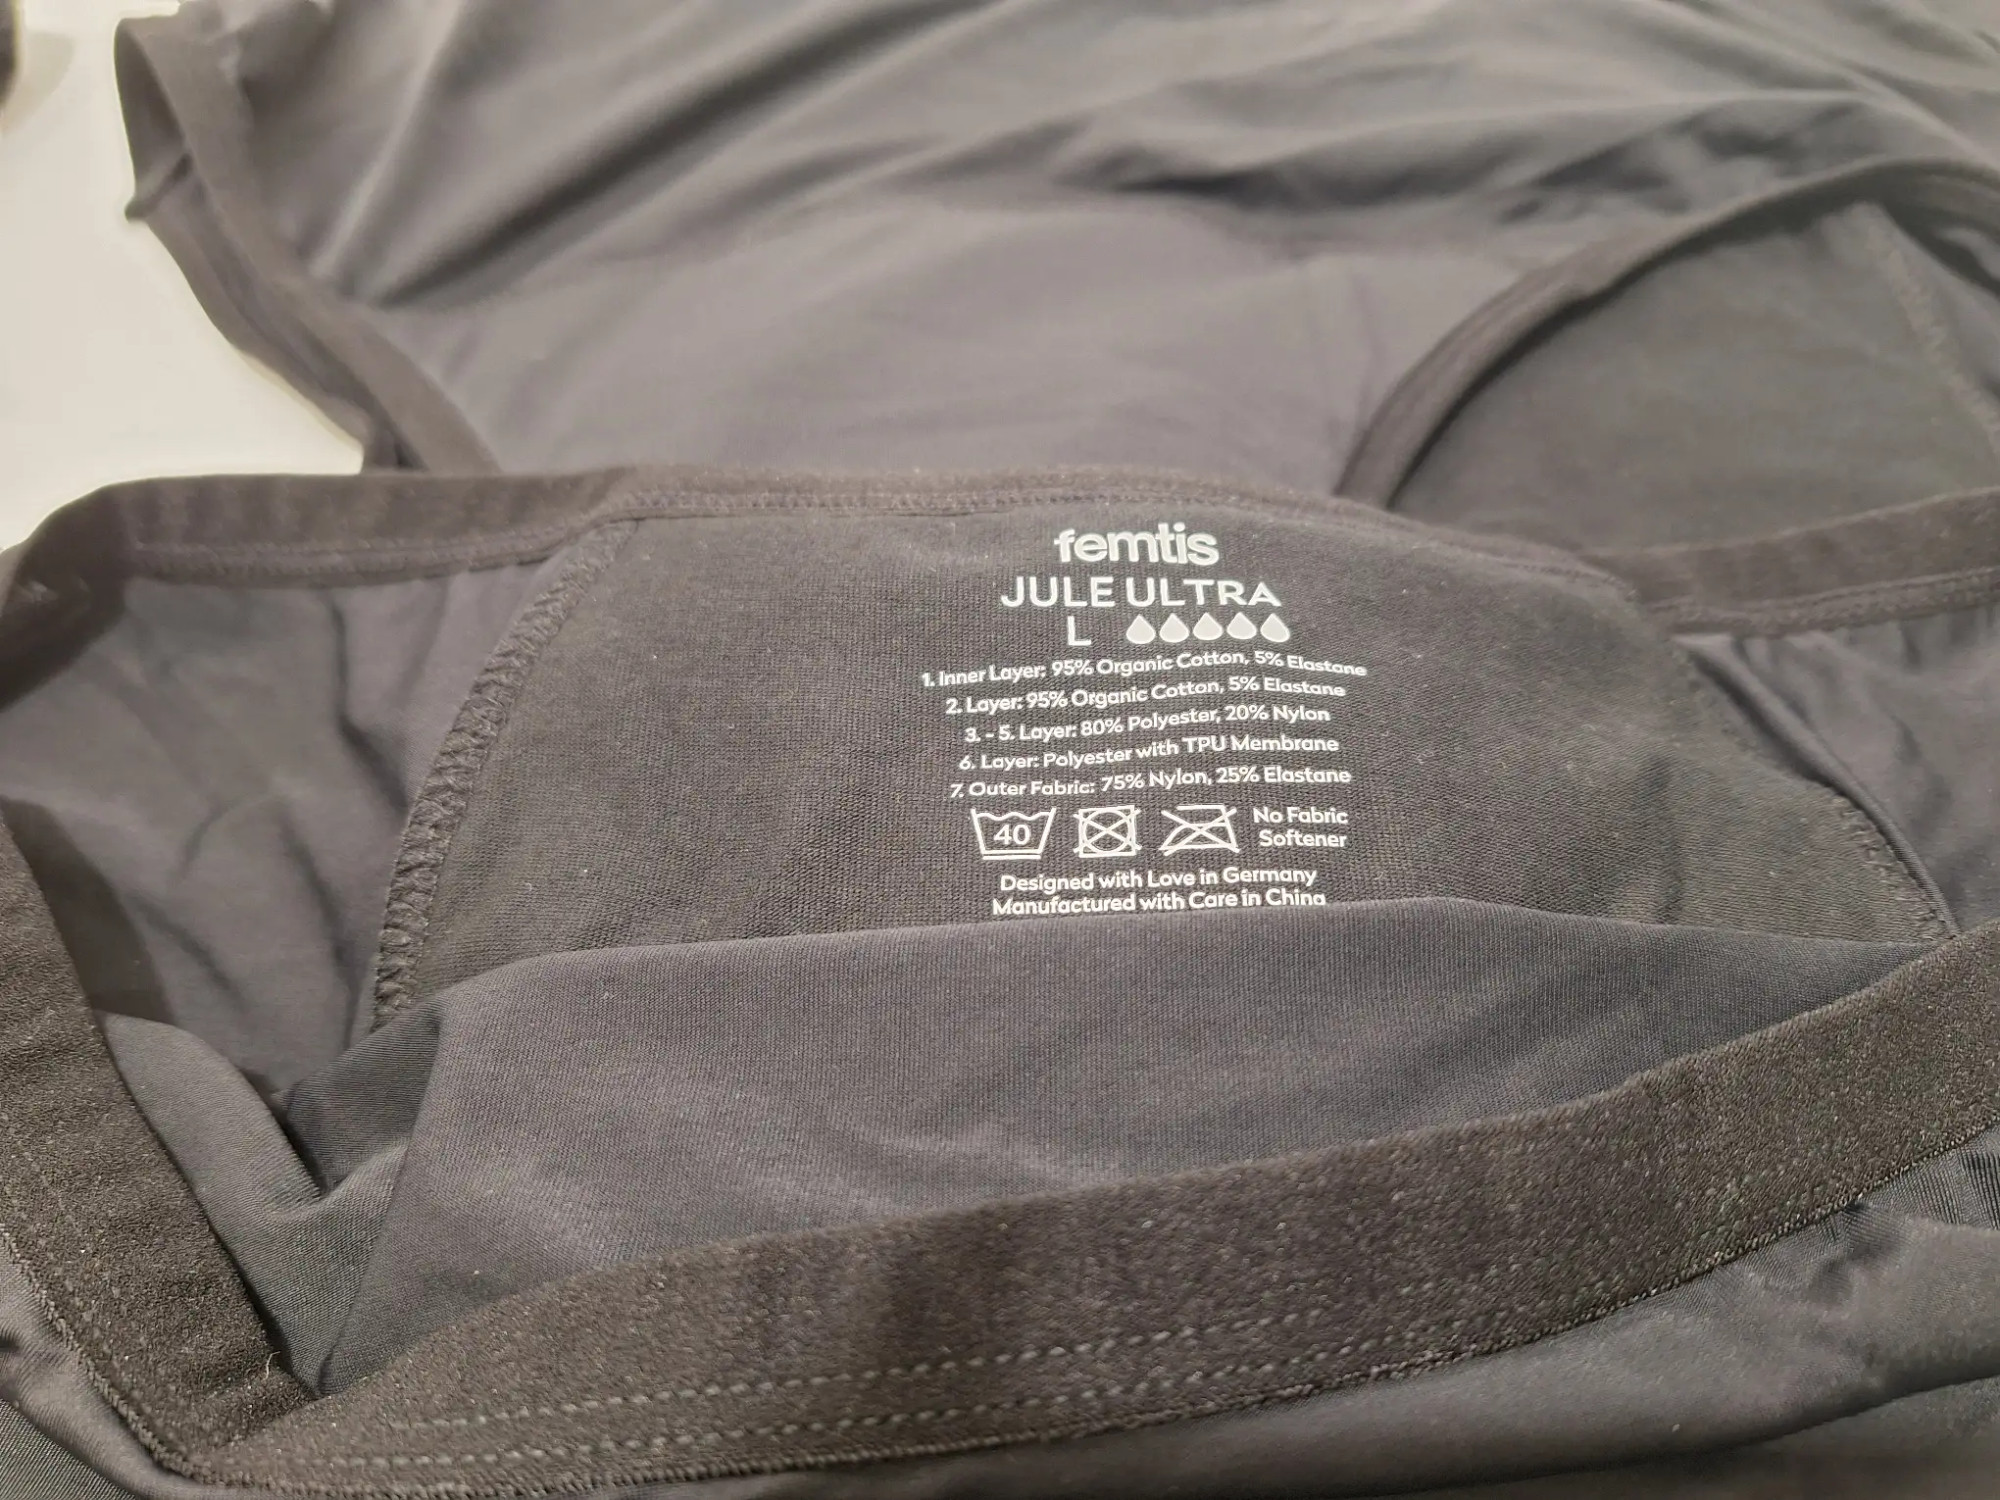 femtis
JULE ULTRA
L
1. Inner Layer: 95% Organic Cotton, 5% Elastane
2. Layer: 95% Organic Cotton, 5% Elastane
3. - 5. Layer: 80% Polyester, 20% Nylon
6. Layer: Polyester with TPU Membrane
7. Outer Fabric: 75% Nylon, 25% Elastane
40
No Fabric
Softener
Designed with Love in Germany
Manufactured with Care in China